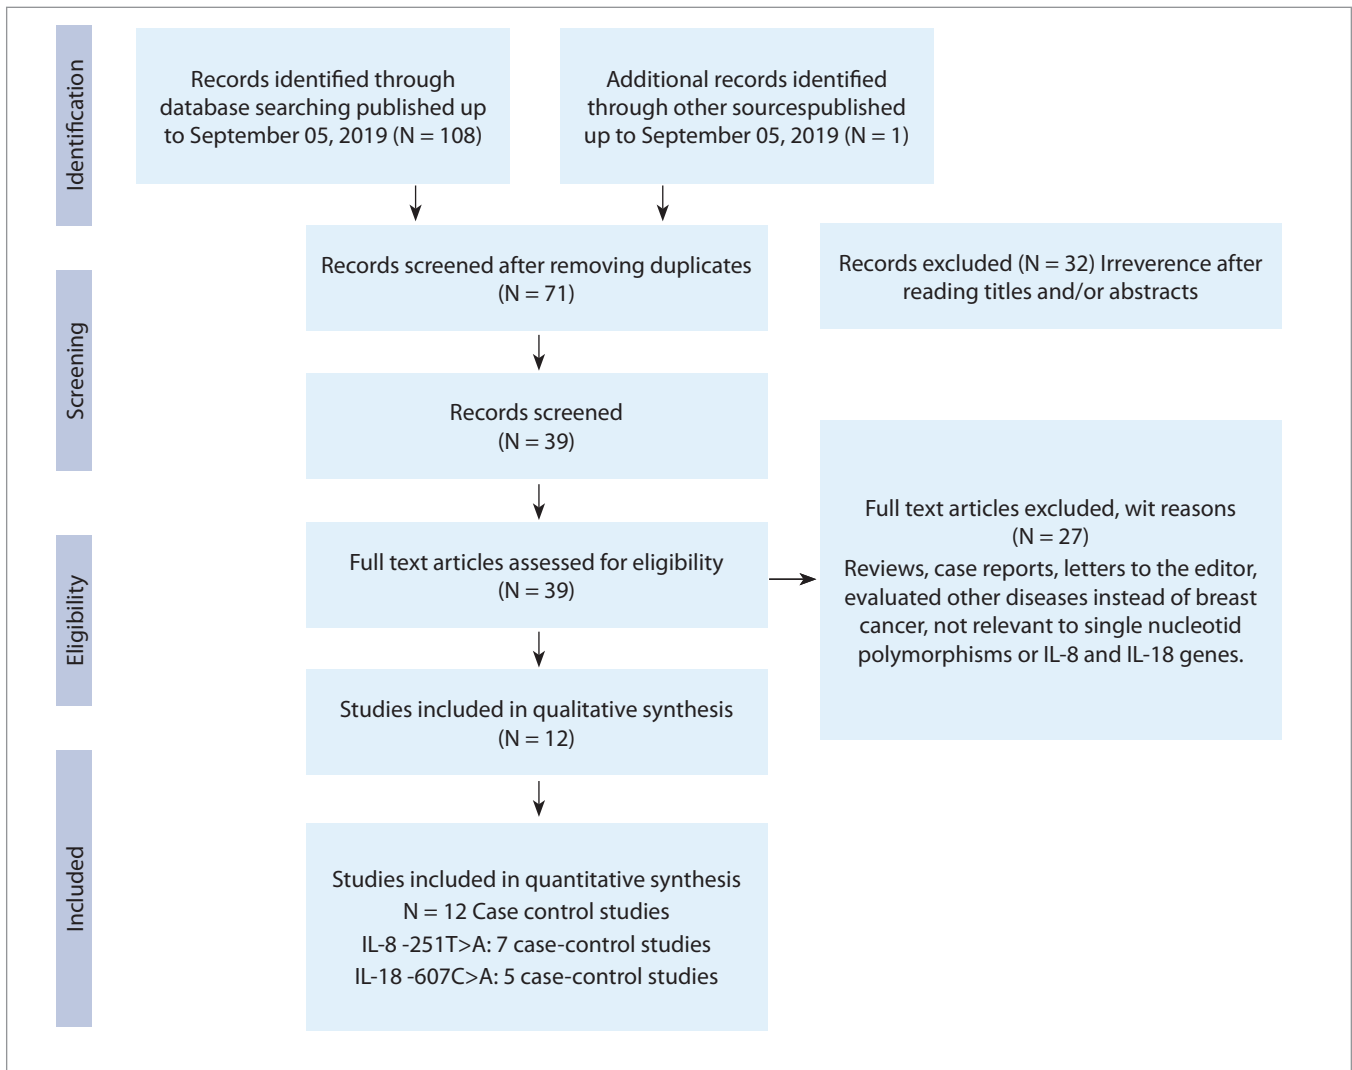 Identification
Records identified through
database searching published up
to September 05, 2019 (N = 108)
Additional records identified
through other sourcespublished
up to September 05, 2019 (N = 1)
Screening
Records screened after removing duplicates
(N = 71)
Records excluded (N = 32) Irreverence after
reading titles and/or abstracts
Records screened
(N = 39)
Eligibility
Full text articles assessed for eligibility
(N = 39)
Full text articles excluded, wit reasons
(N = 27)
Reviews, case reports, letters to the editor,
evaluated other diseases instead of breast
cancer, not relevant to single nucleotid
polymorphisms or IL-8 and IL-18 genes.
Studies included in qualitative synthesis
(N = 12)
Included
Studies included in quantitative synthesis
N = 12 Case control studies
IL-8 -251T>A: 7 case-control studies
IL-18 -607C>A: 5 case-control studies